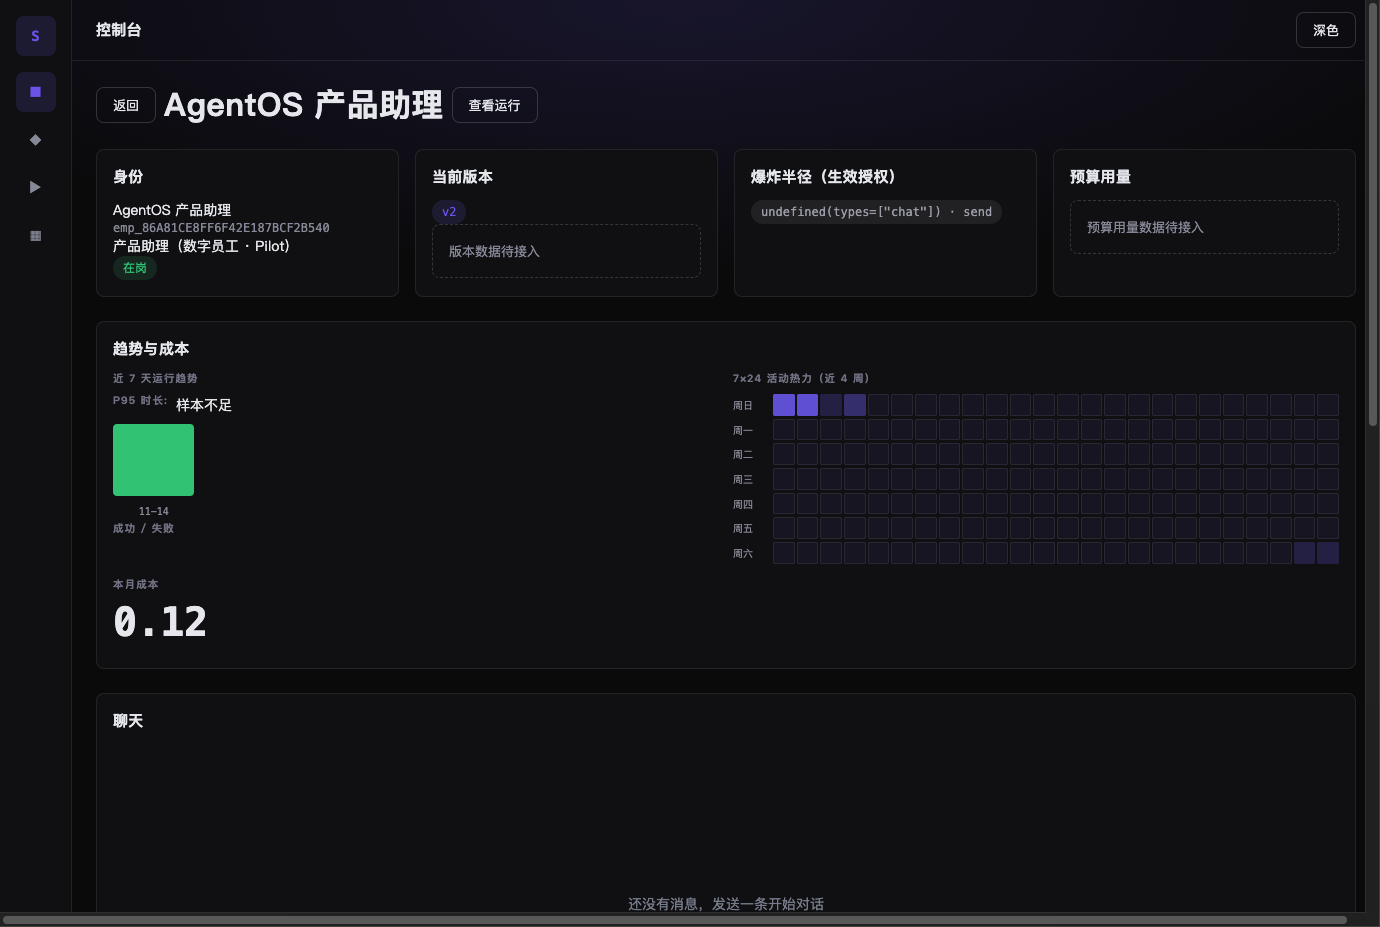 S
控制台
深色
返回
AgentOS 产品助理
查看运行
身份
AgentOS 产品助理
emp_86A81CE8FF6F42E187BCF2B540
产品助理（数字员工 · Pilot）
在岗
当前版本
v2
版本数据待接入
爆炸半径（生效授权）
undefined(types=["chat"]) · send
预算用量
预算用量数据待接入
趋势与成本
近 7 天运行趋势
P95 时长: 样本不足
11–14
成功 / 失败
本月成本
0.12
7×24 活动热力（近 4 周）
周日
周一
周二
周三
周四
周五
周六
聊天
还没有消息，发送一条开始对话